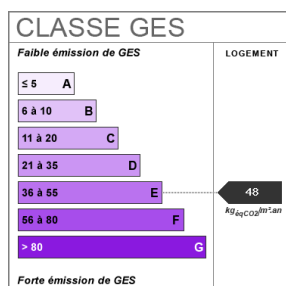 CLASSE GES
Faible émission de GES
LOGEMENT
≤ 5 A
6 à 10 B
11 à 20 C
21 à 35 D
36 à 55 E
48
kgéqCO2/m².an
56 à 80 F
> 80 G
Forte émission de GES